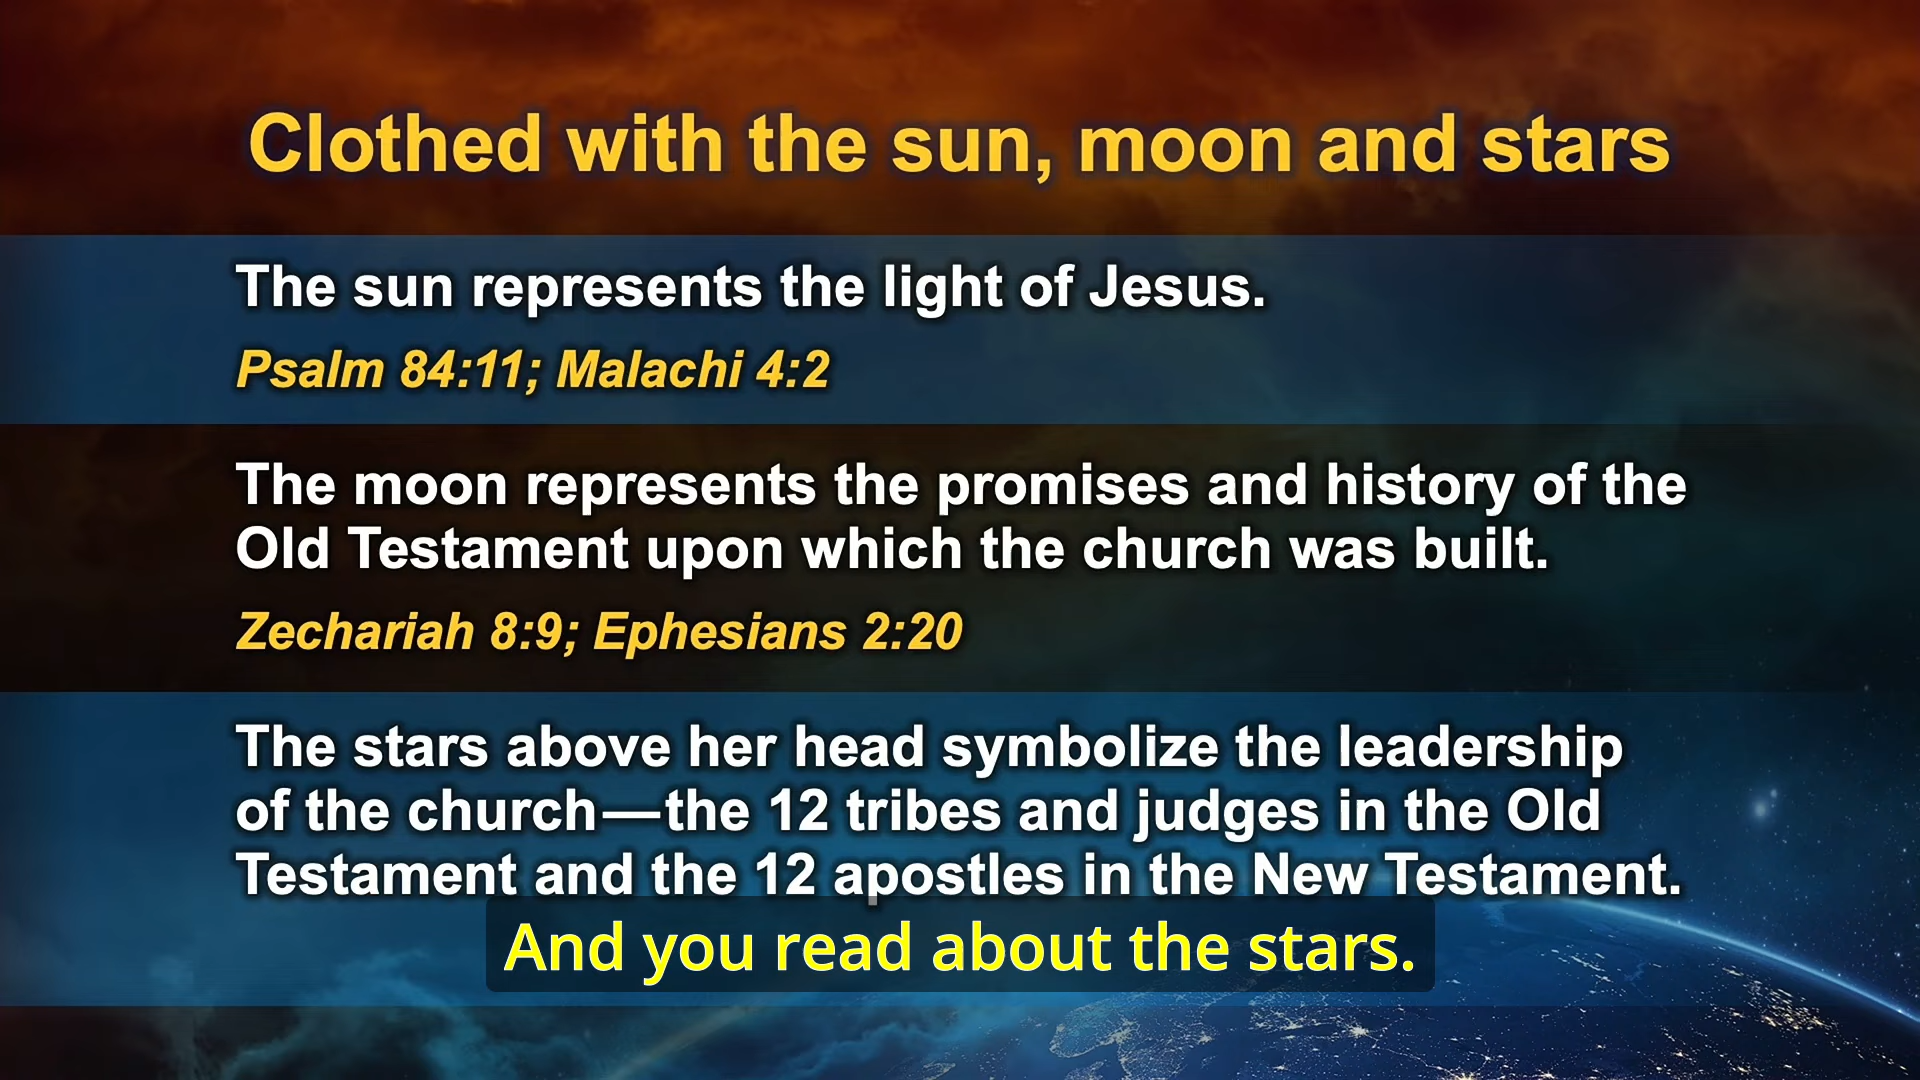 Clothed with the sun, moon and stars
The sun represents the light of Jesus.
Psalm 84:11; Malachi 4:2
The moon represents the promises and history of the
Old Testament upon which the church was built.
Zechariah 8:9; Ephesians 2:20
The stars above her head symbolize the leadership
of the church—the 12 tribes and judges in the Old
Testament and the 12 apostles in the New Testament.
And you read about the stars.